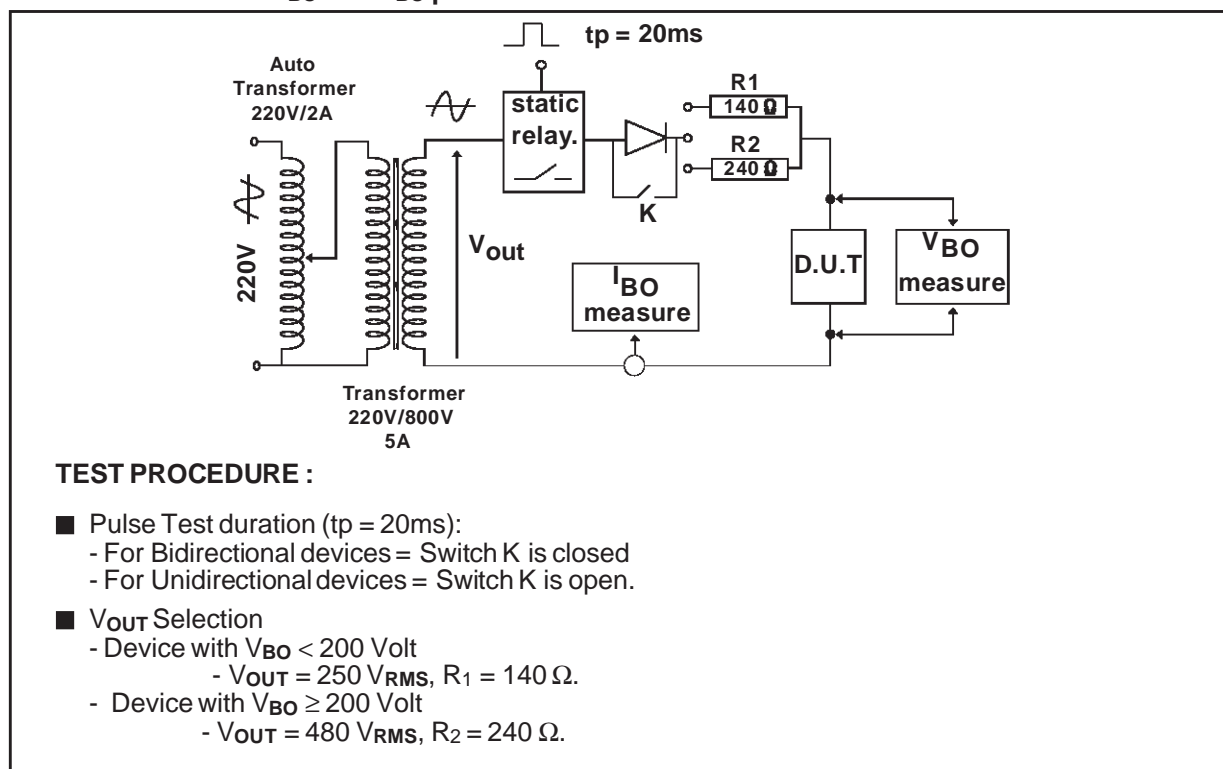 tp = 20ms
Auto
Transformer
220V/2A
static
relay.
R1
140 Ω
R2
240 Ω
K
220V
Vout
IBO
measure
D.U.T
VBO
measure
Transformer
220V/800V
5A
TEST PROCEDURE :
■ Pulse Test duration (tp = 20ms):
- For Bidirectional devices = Switch K is closed
- For Unidirectional devices = Switch K is open.
■ VOUT Selection
- Device with VBO < 200 Volt
- VOUT = 250 VRMS, R1 = 140 Ω.
- Device with VBO ≥ 200 Volt
- VOUT = 480 VRMS, R2 = 240 Ω.